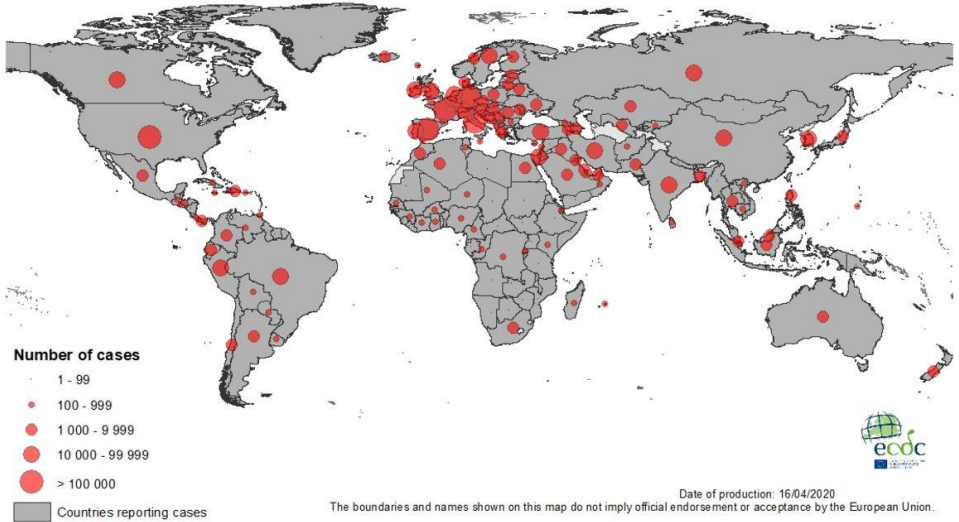 Number of cases
1 - 99
100 - 999
1 000 - 9 999
10 000 - 99 999
> 100 000
Countries reporting cases
ecdc
Date of production: 16/04/2020
The boundaries and names shown on this map do not imply official endorsement or acceptance by the European Union.